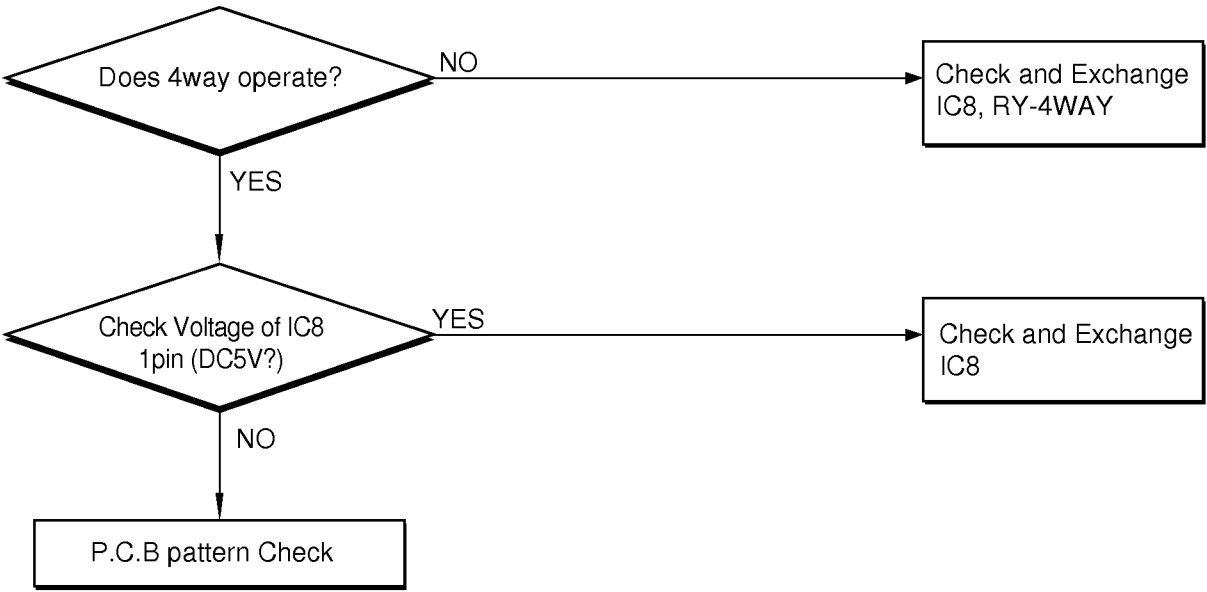 Does 4way operate?
NO
Check and Exchange
IC8, RY-4WAY
YES
Check Voltage of IC8
1pin (DC5V?)
YES
Check and Exchange
IC8
NO
P.C.B pattern Check